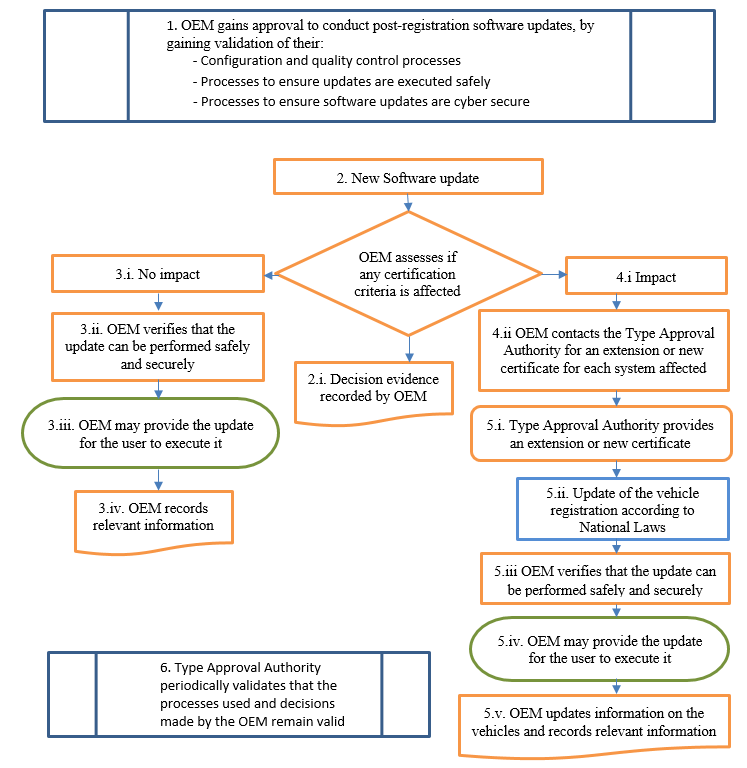 1. OEM gains approval to conduct post-registration software updates, by
gaining validation of their:
- Configuration and quality control processes
- Processes to ensure updates are executed safely
- Processes to ensure software updates are cyber secure
2. New Software update
OEM assesses if
any certification
criteria is affected
2.i. Decision evidence
recorded by OEM
3.i. No impact
3.ii. OEM verifies that the
update can be performed safely
and securely
3.iii. OEM may provide the update
for the user to execute it
3.iv. OEM records
relevant information
4.i Impact
4.ii OEM contacts the Type Approval
Authority for an extension or new
certificate for each system affected
5.i. Type Approval Authority provides
an extension or new certificate
5.ii. Update of the vehicle
registration according to
National Laws
5.iii OEM verifies that the update can
be performed safely and securely
5.iv. OEM may provide the update
for the user to execute it
5.v. OEM updates information on the
vehicles and records relevant information
6. Type Approval Authority
periodically validates that the
processes used and decisions
made by the OEM remain valid